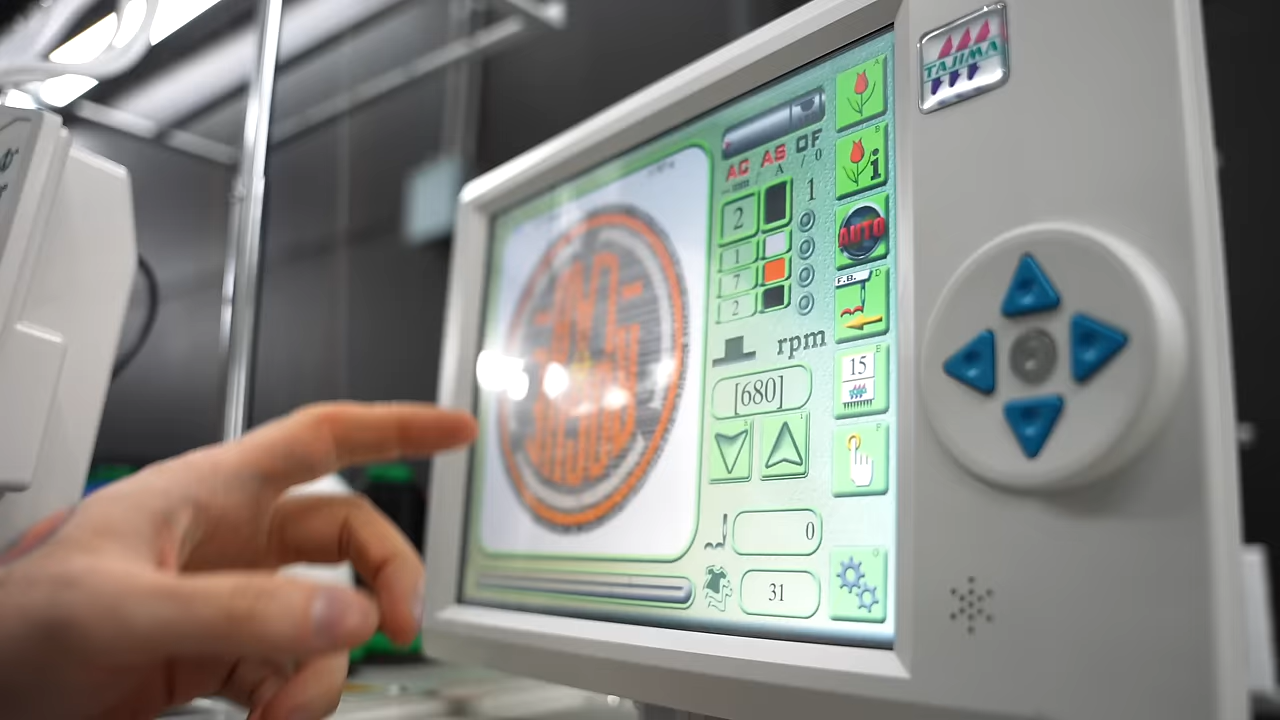 TAJIMA
A
AC AS OF
A / 0
2 1
1
7
2
B
i
AUTO
D
F.B.
rpm
E
15
[680]
F
0
31
G